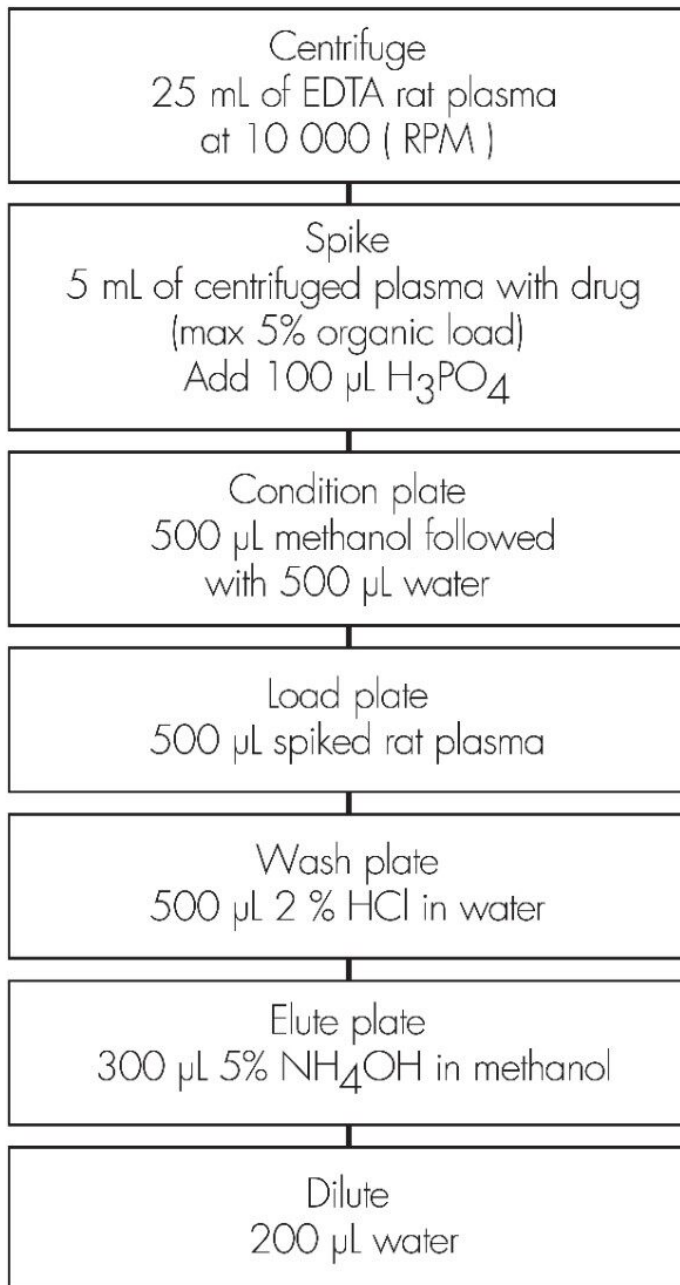 Centrifuge
25 mL of EDTA rat plasma
at 10 000 ( RPM )
Spike
5 mL of centrifuged plasma with drug
(max 5% organic load)
Add 100 µL H₃PO₄
Condition plate
500 µL methanol followed
with 500 µL water
Load plate
500 µL spiked rat plasma
Wash plate
500 µL 2 % HCl in water
Elute plate
300 µL 5% NH₄OH in methanol
Dilute
200 µL water